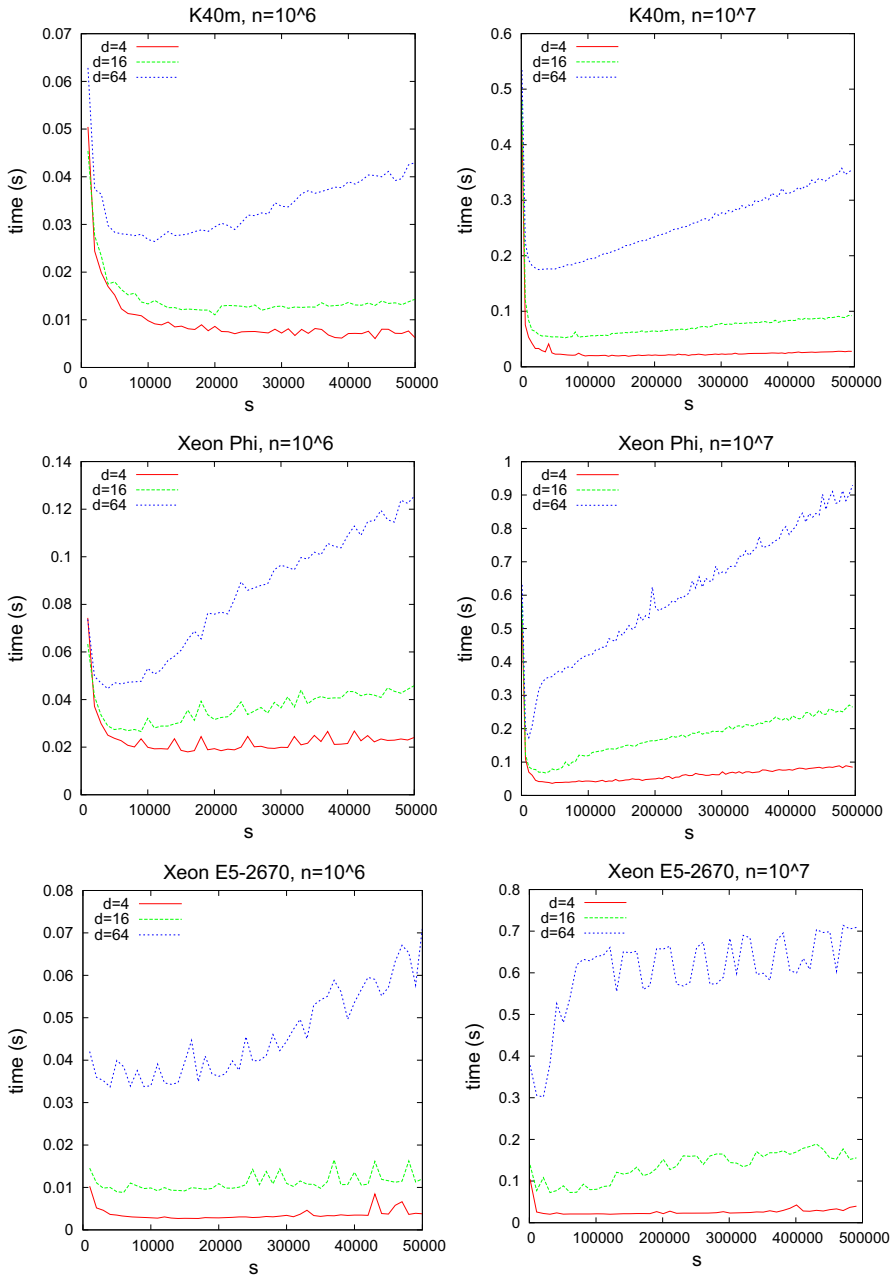 K40m, n=10^6
0.07
0.06
0.05
0.04
0.03
0.02
0.01
0
time (s)
d=4
d=16
d=64
0 10000 20000 30000 40000 50000
s
K40m, n=10^7
0.6
0.5
0.4
0.3
0.2
0.1
0
time (s)
d=4
d=16
d=64
0 100000 200000 300000 400000 500000
s
Xeon Phi, n=10^6
0.14
0.12
0.1
0.08
0.06
0.04
0.02
0
time (s)
d=4
d=16
d=64
0 10000 20000 30000 40000 50000
s
Xeon Phi, n=10^7
1
0.9
0.8
0.7
0.6
0.5
0.4
0.3
0.2
0.1
0
time (s)
d=4
d=16
d=64
0 100000 200000 300000 400000 500000
s
Xeon E5-2670, n=10^6
0.08
0.07
0.06
0.05
0.04
0.03
0.02
0.01
0
time (s)
d=4
d=16
d=64
0 10000 20000 30000 40000 50000
s
Xeon E5-2670, n=10^7
0.8
0.7
0.6
0.5
0.4
0.3
0.2
0.1
0
time (s)
d=4
d=16
d=64
0 100000 200000 300000 400000 500000
s